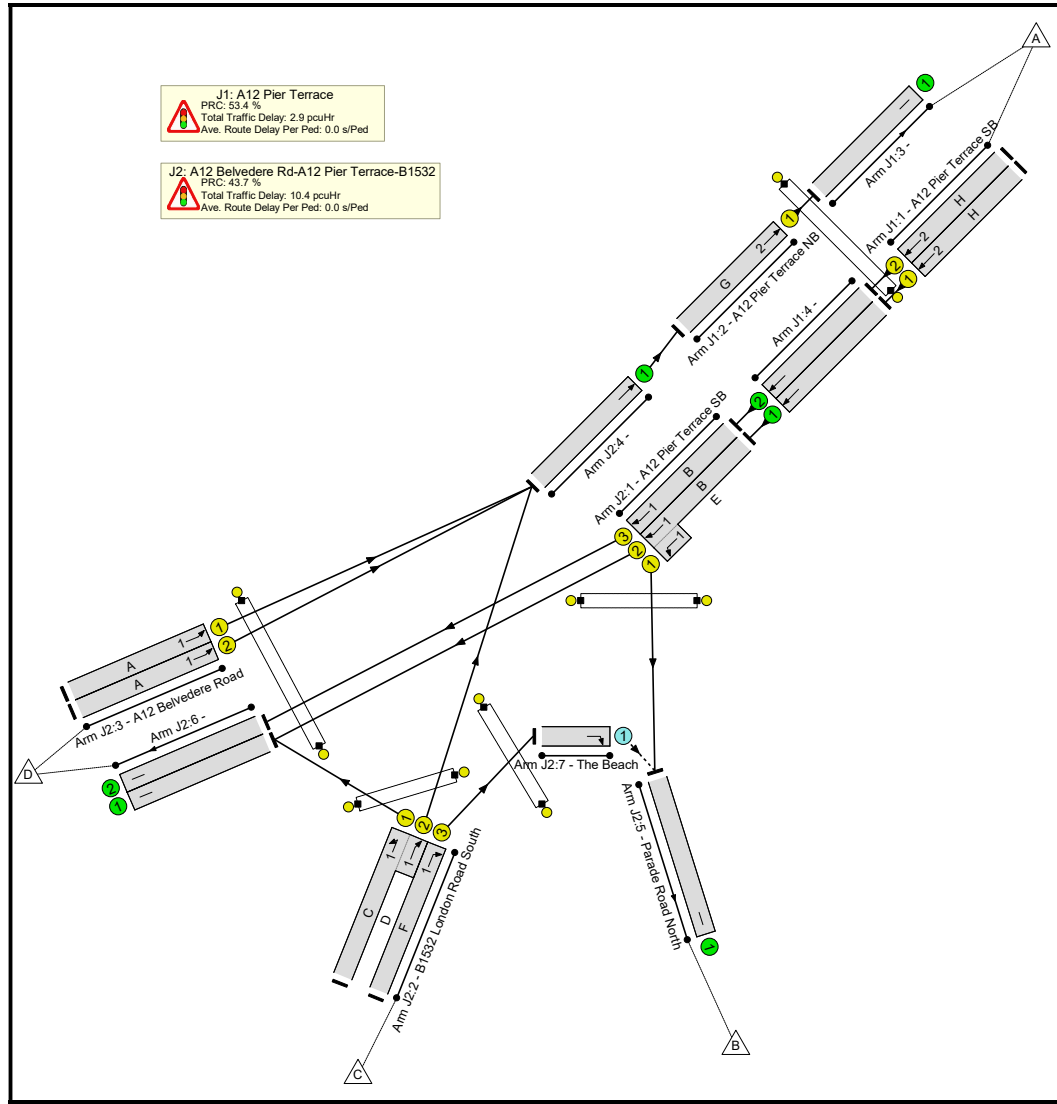 J1: A12 Pier Terrace
PRC: 53.4 %
Total Traffic Delay: 2.9 pcuHr
Ave. Route Delay Per Ped: 0.0 s/Ped
J2: A12 Belvedere Rd-A12 Pier Terrace-B1532
PRC: 43.7 %
Total Traffic Delay: 10.4 pcuHr
Ave. Route Delay Per Ped: 0.0 s/Ped
A
1
Arm J1:3 -
Arm J1:1 - A12 Pier Terrace SB
H
H
2
2
2
1
1
2
G
Arm J1:2 - A12 Pier Terrace NB
Arm J1:4 -
2
1
1
Arm J2:4 -
Arm J2:1 - A12 Pier Terrace SB
B
B
E
1
1
1
3
2
1
1
2
1
1
A
A
Arm J2:3 - A12 Belvedere Road
Arm J2:6 -
D
2
1
1
Arm J2:7 - The Beach
Arm J2:5 - Parade Road North
1
B
1
2
3
1
1
1
C
D
F
Arm J2:2 - B1532 London Road South
C